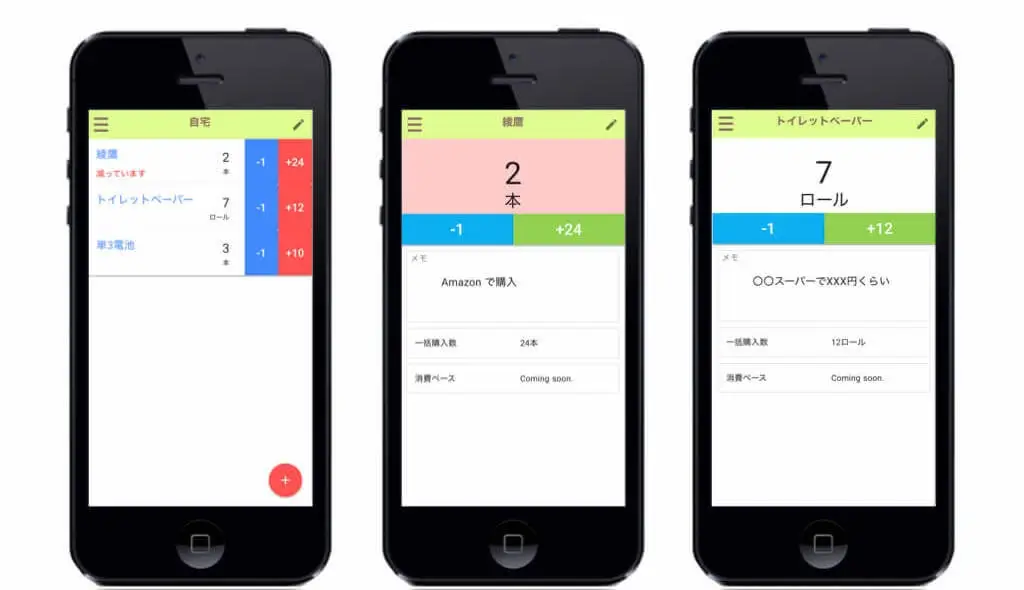 自宅
綾鷹
2
減っています
本
-1
+24
トイレットペーパー
7
ロール
-1
+12
単3電池
3
本
-1
+10
+
綾鷹
2
本
-1
+24
メモ
Amazon で購入
一括購入数 24本
消費ペース Coming soon.
トイレットペーパー
7
ロール
-1
+12
メモ
〇〇スーパーでXXX円くらい
一括購入数 12ロール
消費ペース Coming soon.